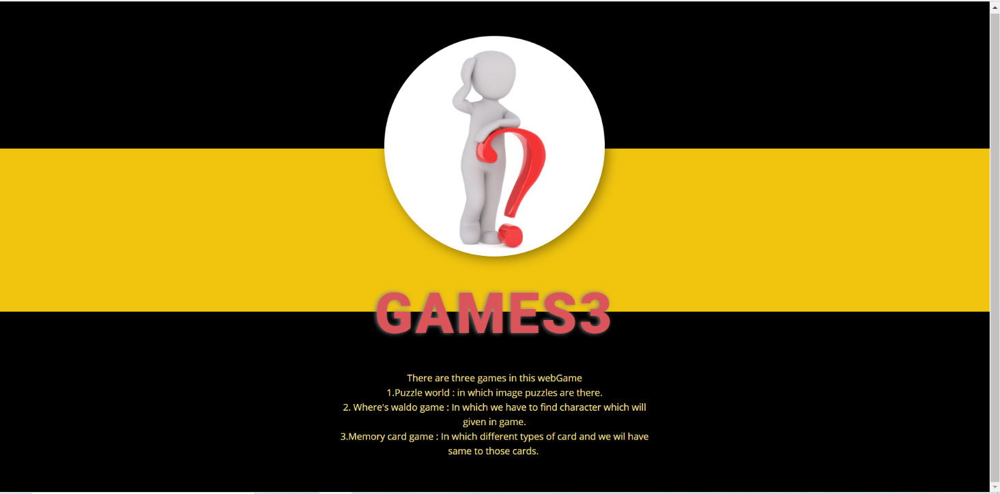 GAMES3
There are three games in this webGame
1.Puzzle world : in which image puzzles are there.
2. Where's waldo game : In which we have to find character which will
given in game.
3.Memory card game : In which different types of card and we wil have
same to those cards.